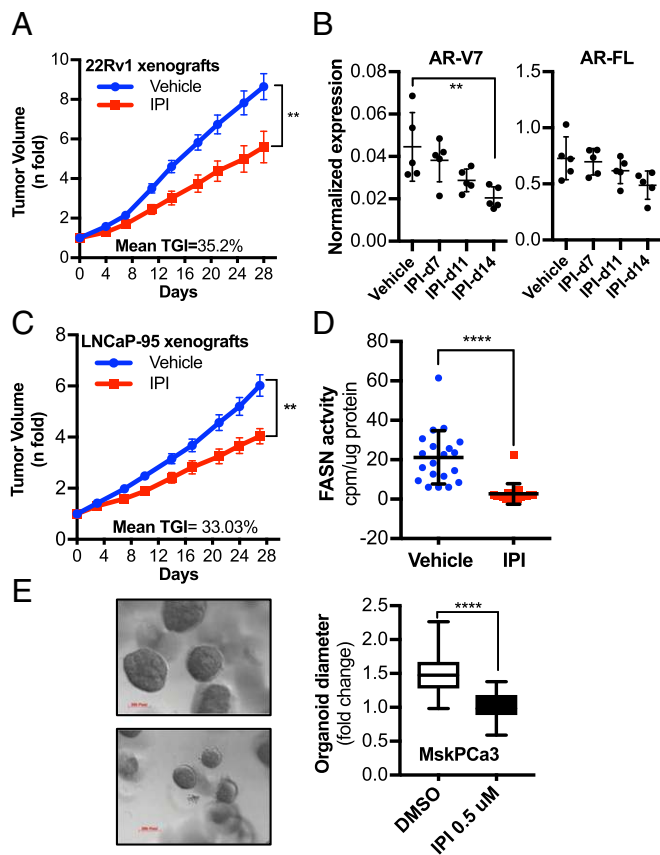 A
22Rv1 xenografts
Vehicle
IPI
Tumor Volume
(n fold)
10
8
6
4
2
0
**
Mean TGI=35.2%
0 4 8 12 16 20 24 28
Days
B
AR-V7
AR-FL
Normalized expression
0.08
0.06
0.04
0.02
0.00
**
Vehicle
IPI-d7
IPI-d11
IPI-d14
1.5
1.0
0.5
0.0
Vehicle
IPI-d7
IPI-d11
IPI-d14
C
LNCaP-95 xenografts
Vehicle
IPI
Tumor Volume
(n fold)
8
6
4
2
0
**
Mean TGI= 33.03%
0 4 8 12 16 20 24 28
Days
D
FASN actvity
cpm/ug protein
80
60
40
20
0
-20
****
Vehicle IPI
E
Organoid diameter
(fold change)
2.5
2.0
1.5
1.0
0.5
0.0
****
MskPCa3
DMSO
IPI 0.5 uM